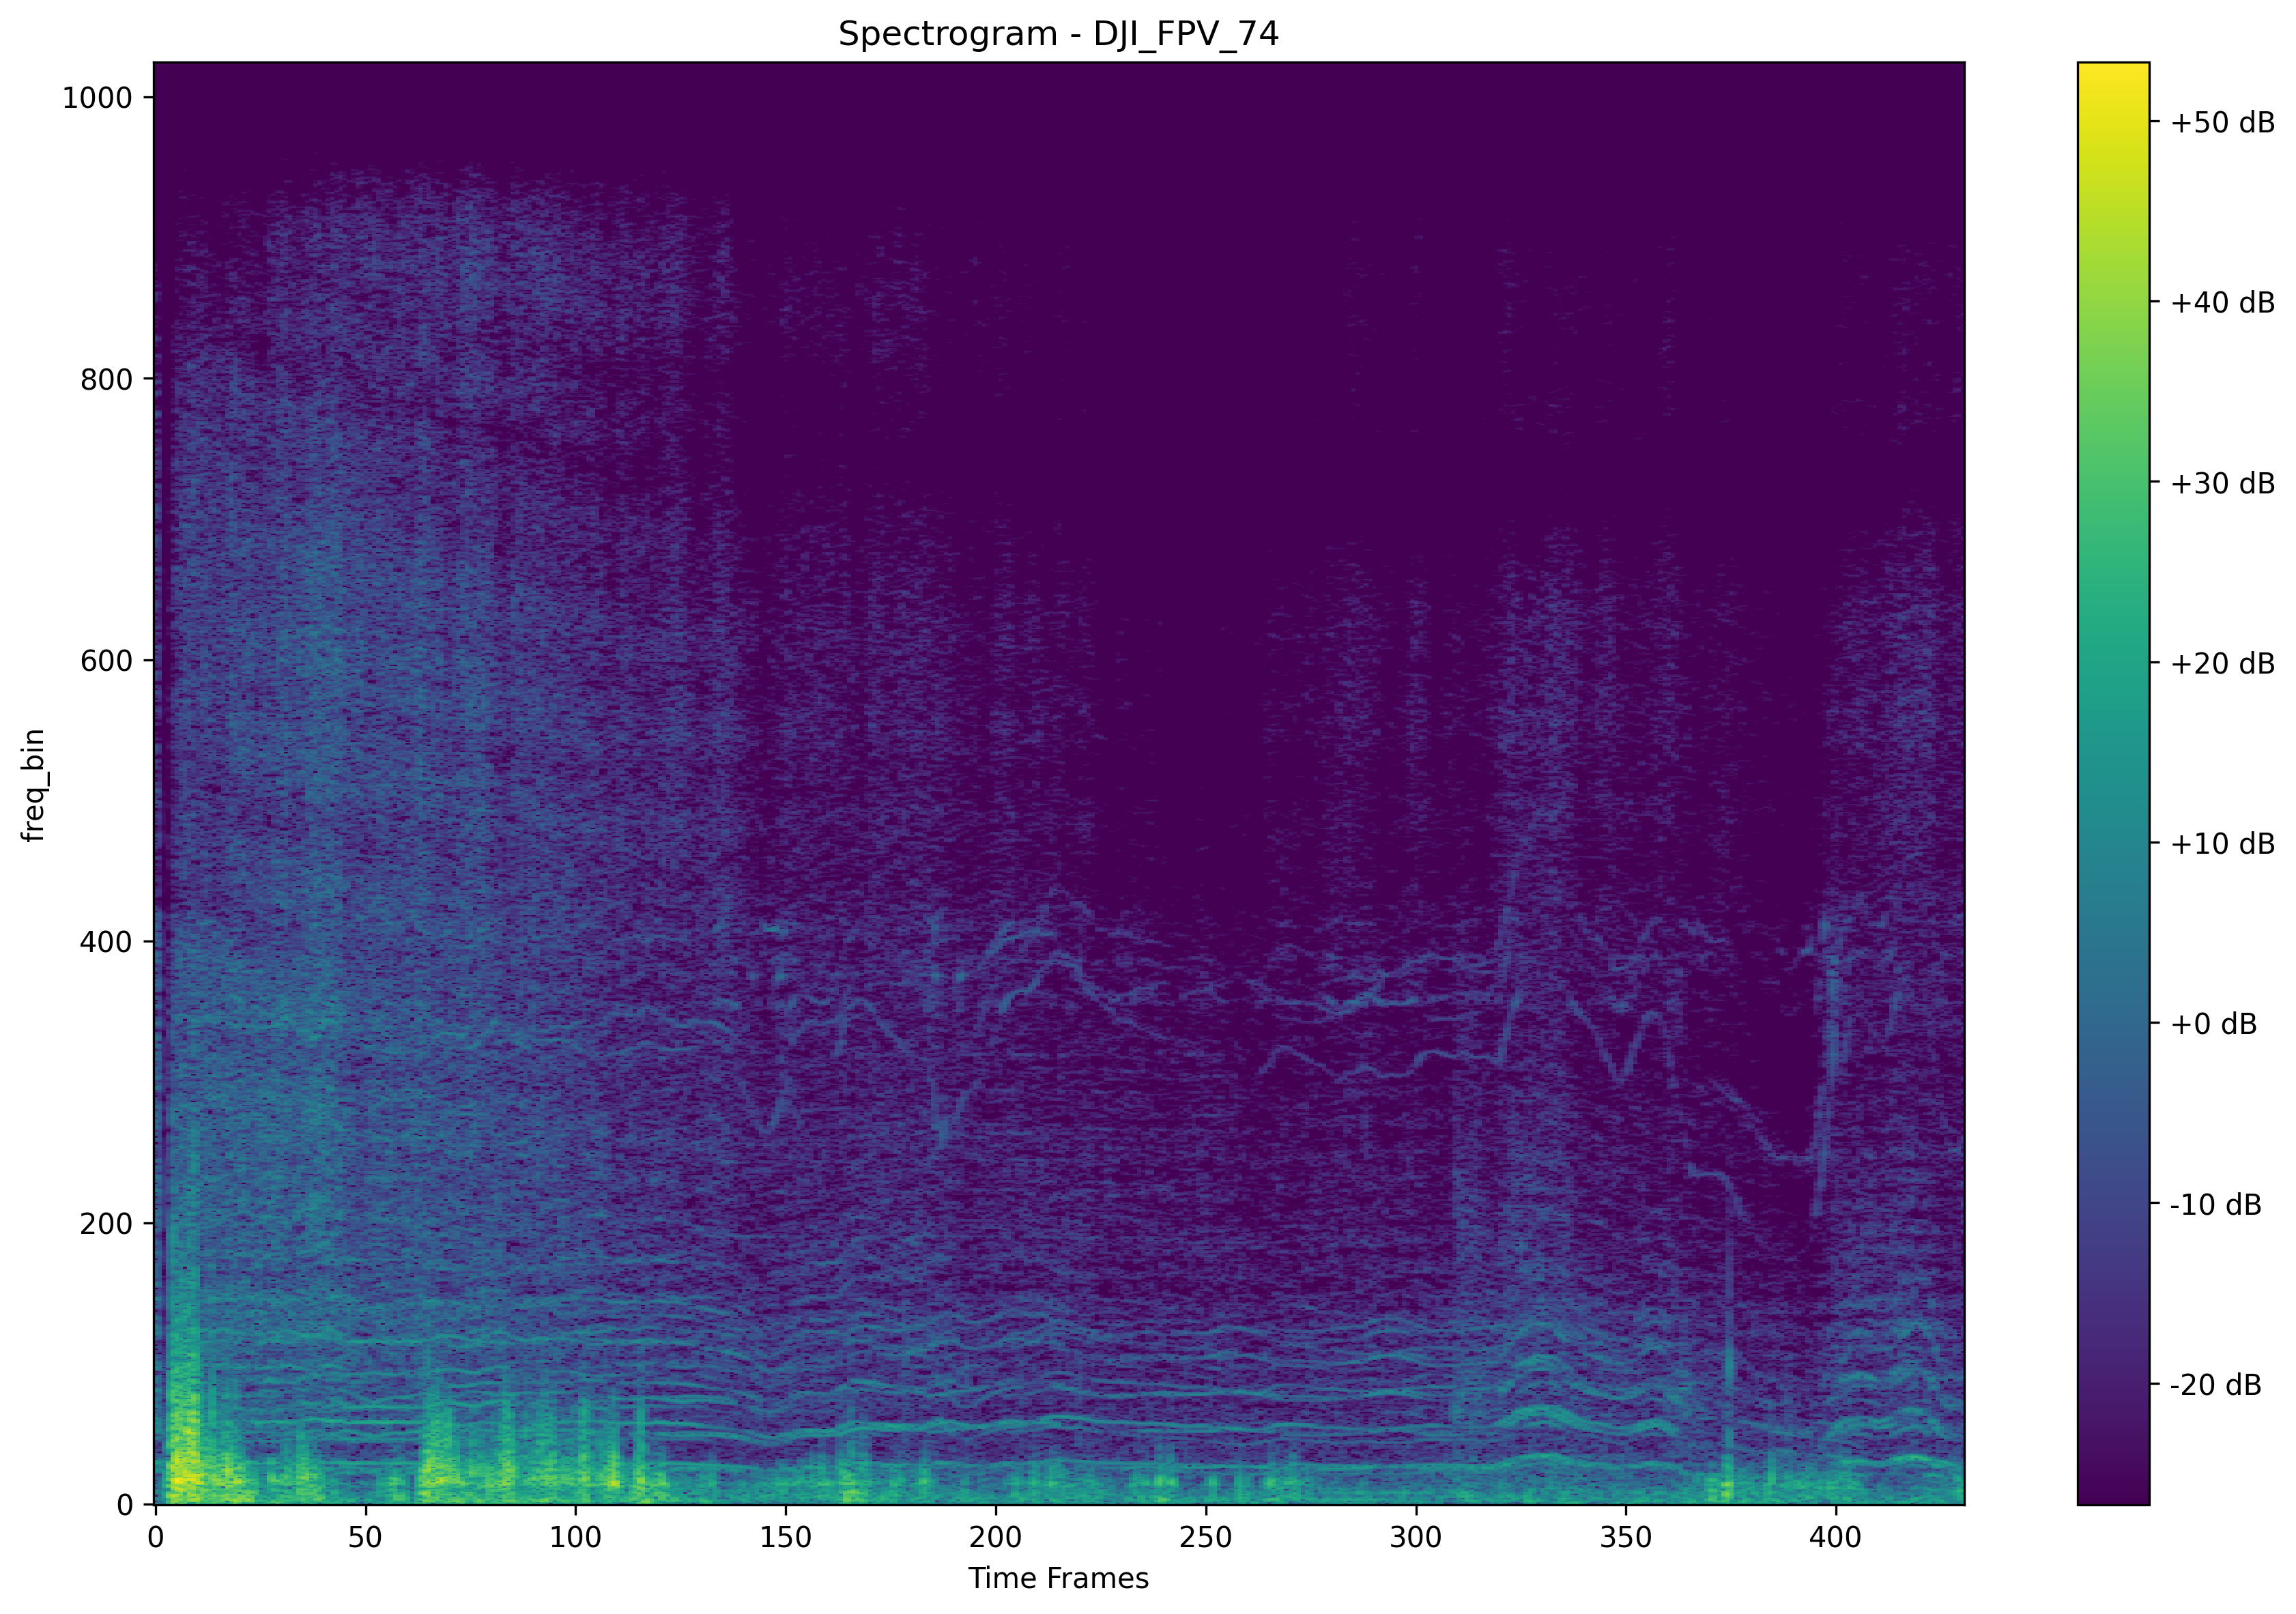 Spectrogram - DJI_FPV_74
freq_bin
1000
800
600
400
200
0
0 50 100 150 200 250 300 350 400
Time Frames
+50 dB
+40 dB
+30 dB
+20 dB
+10 dB
+0 dB
-10 dB
-20 dB